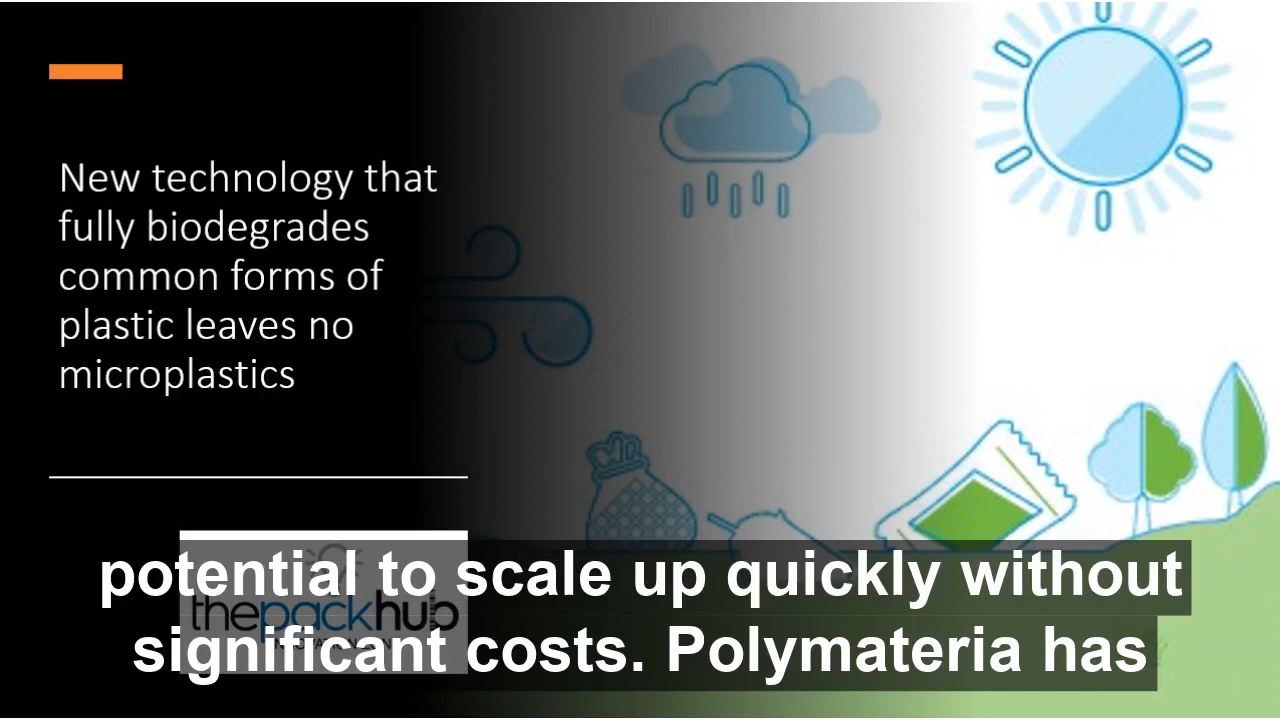 New technology that
fully biodegrades
common forms of
plastic leaves no
microplastics
thepackhub
potential to scale up quickly without
significant costs. Polymateria has